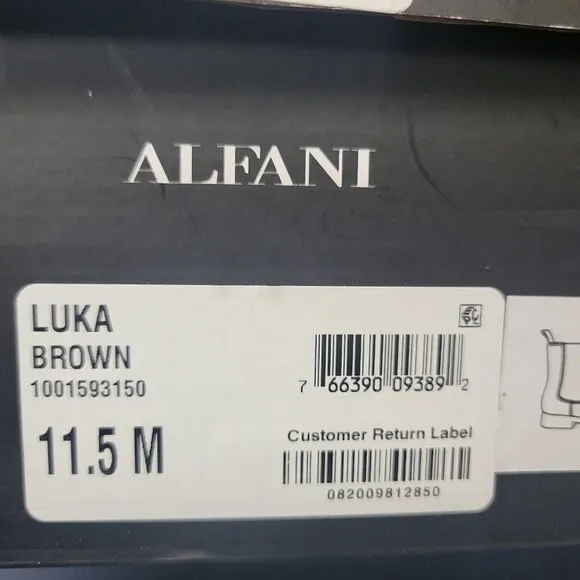 ALFANI
LUKA
BROWN
1001593150
11.5 M
7 66390 09389 2
Customer Return Label
082009812850